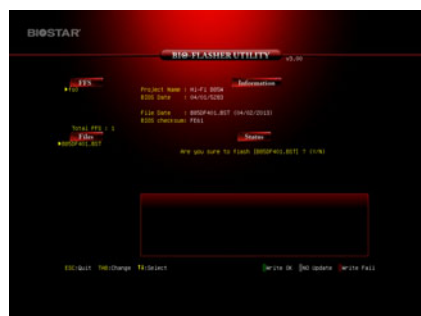 BIOSTAR
BIO-FLASHER UTILITY v3.00
FFS
fs0
Total FFS : 1
Files
B85DF401.BST
Information
Project Name : Hi-Fi B85W
BIOS Date : 04/01/5203
File Date : B85DF401.BST (04/02/2013)
BIOS checksum: FE61
Status
Are you sure to flash [B85DF401.BST] ? (Y/N)
ESC:Quit TAB:Change ↑↓:Select
Write OK NO Update Write Fail